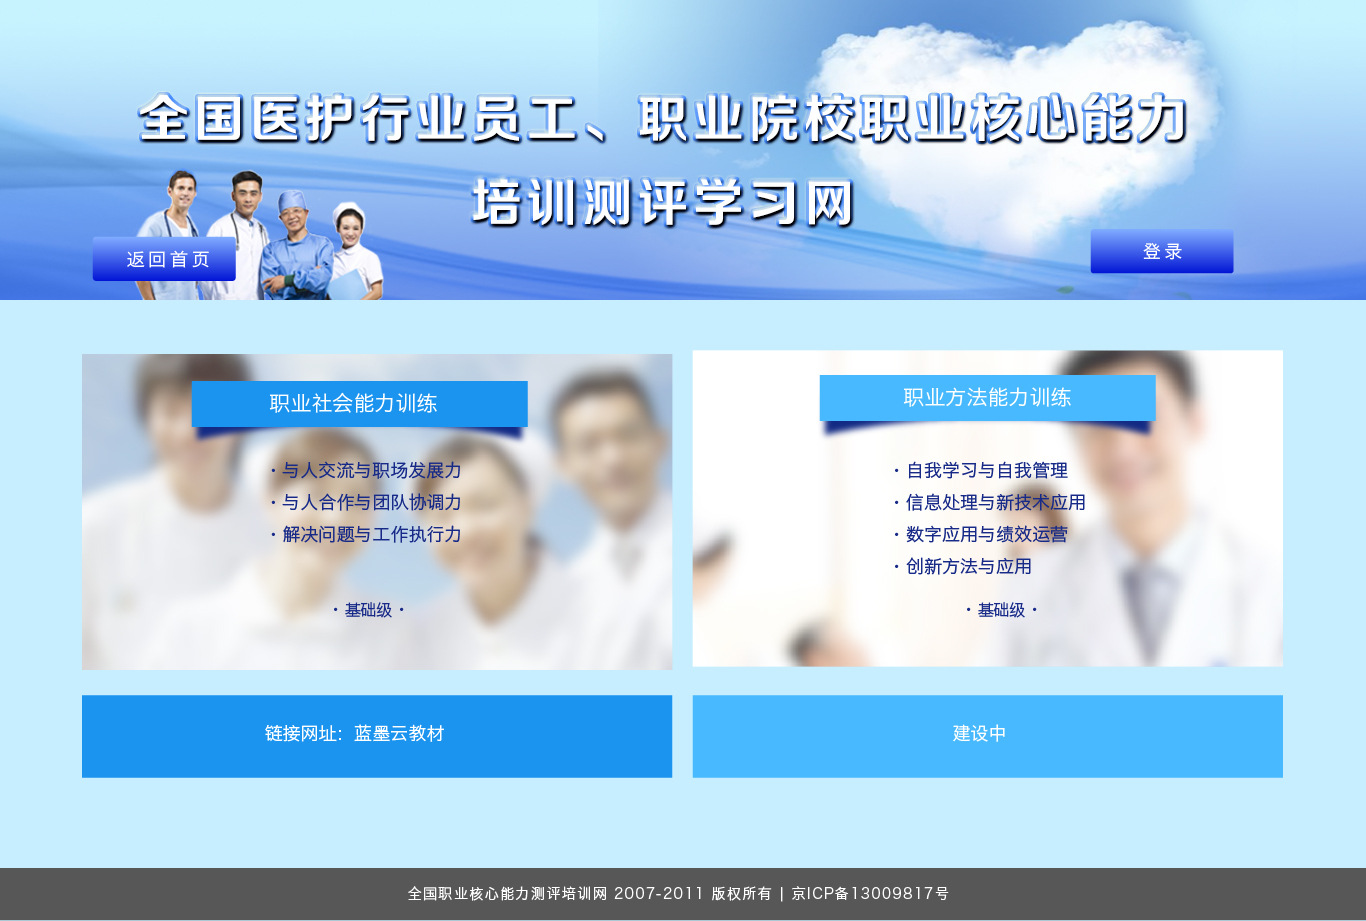 全国医护行业员工、职业院校职业核心能力
培训测评学习网
返回首页
登录
职业社会能力训练
·与人交流与职场发展力
·与人合作与团队协调力
·解决问题与工作执行力
·基础级·
职业方法能力训练
·自我学习与自我管理
·信息处理与新技术应用
·数字应用与绩效运营
·创新方法与应用
·基础级·
链接网址：蓝墨云教材
建设中
全国职业核心能力测评培训网 2007-2011 版权所有 | 京ICP备13009817号